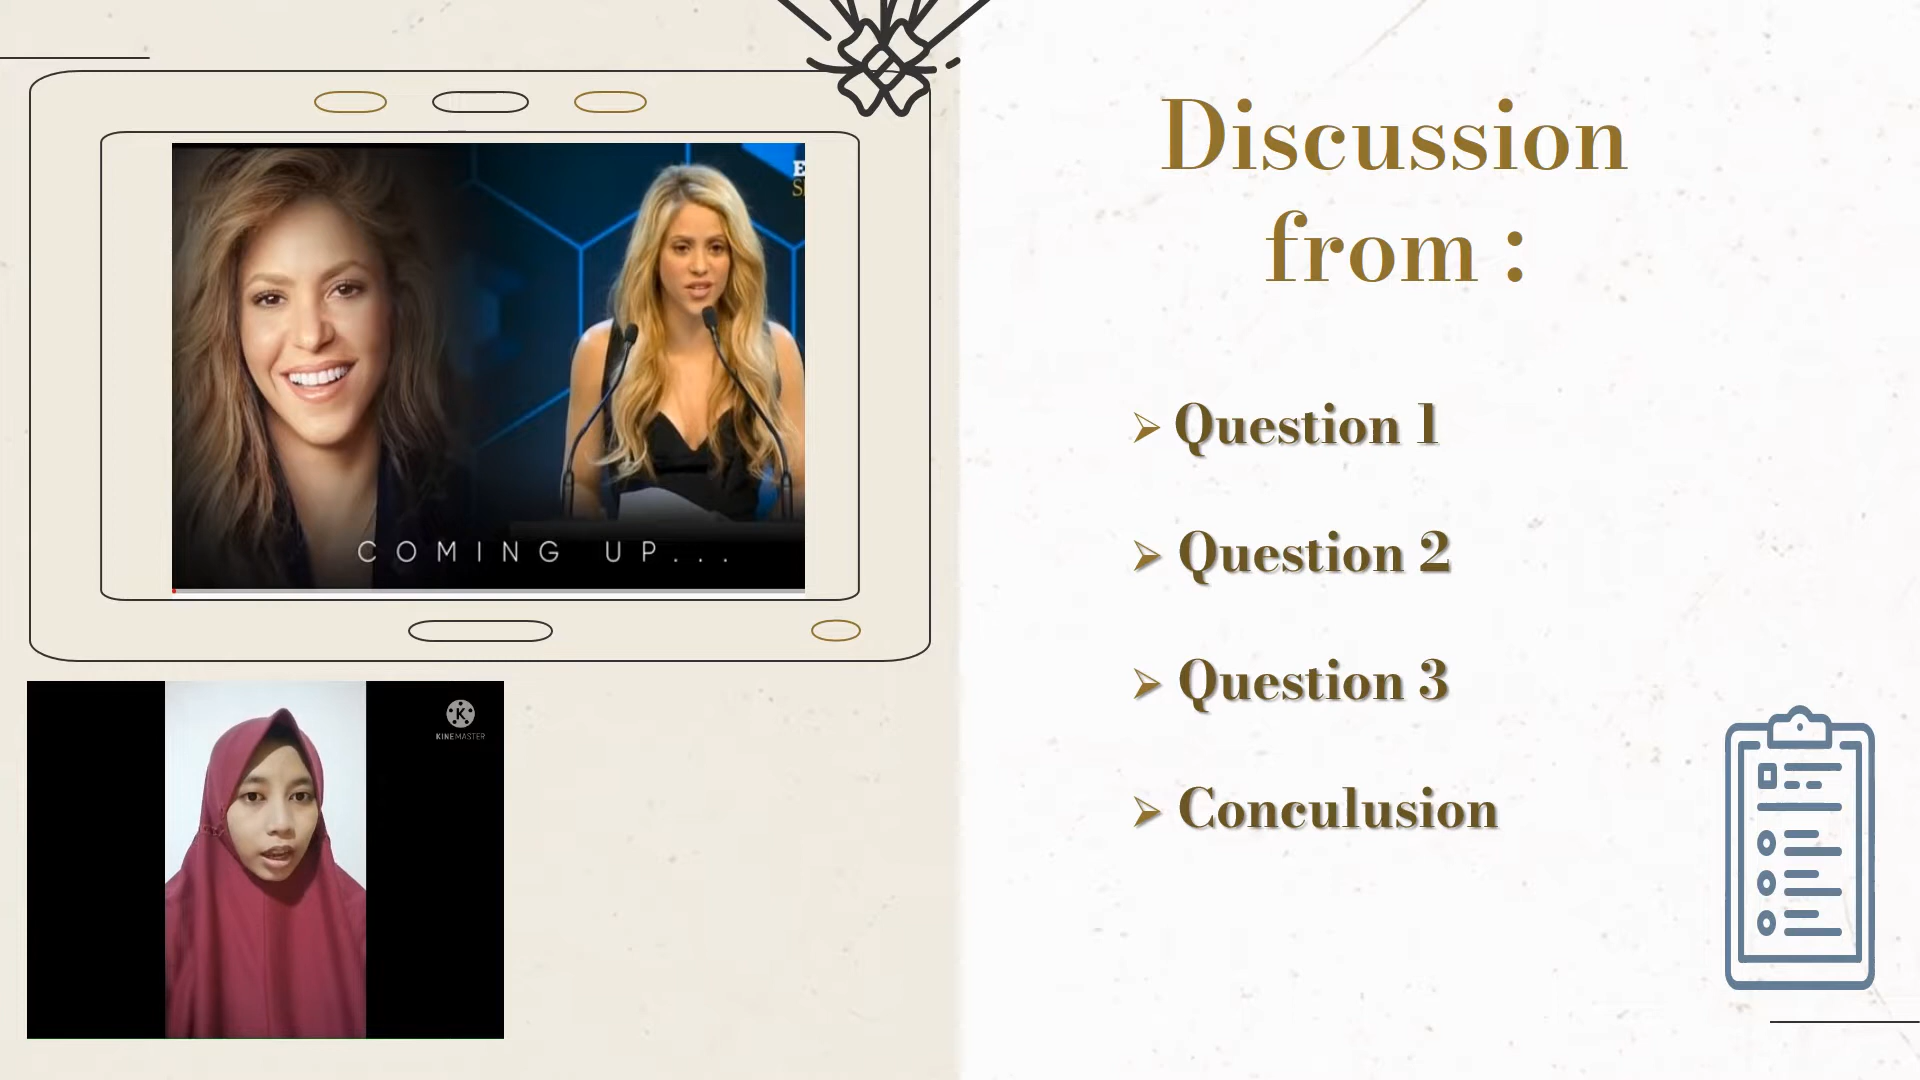 COMING UP...
KINEMASTER
Discussion
from :
Question 1
Question 2
Question 3
Conculusion